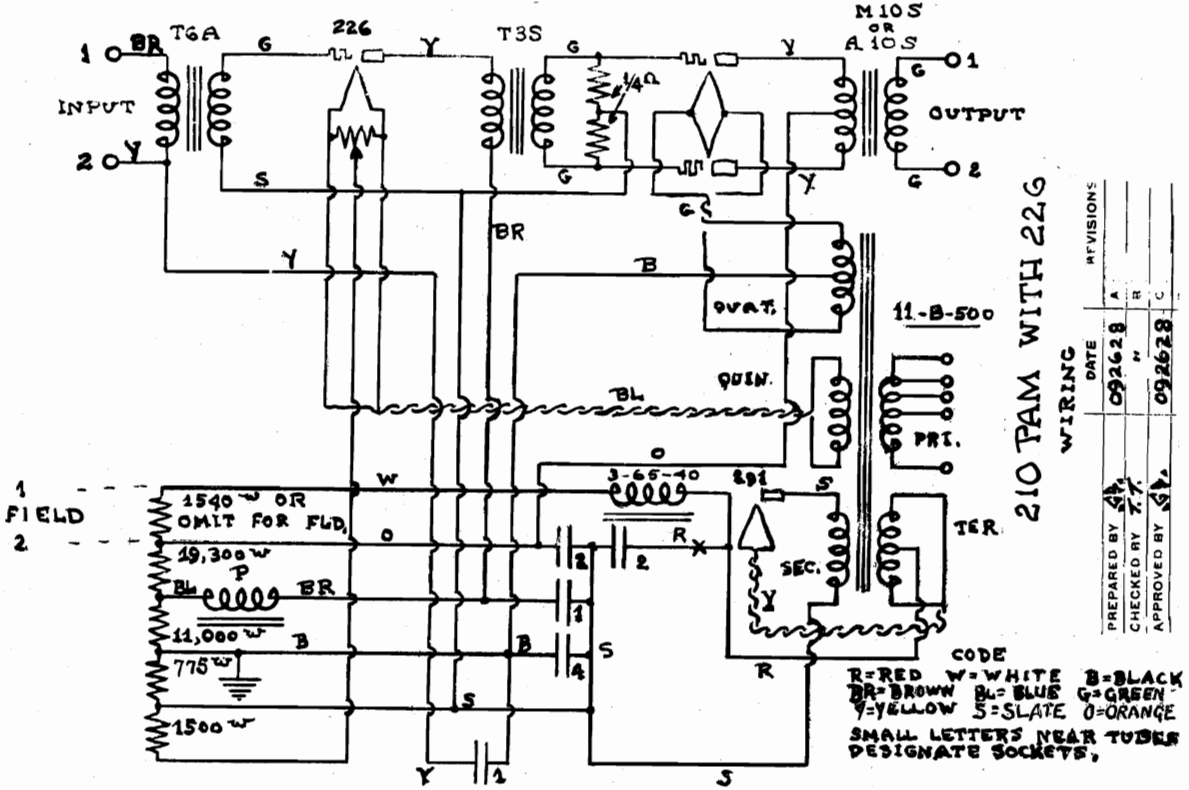 T6A
226
T3S
M10S
OR
A10S
1
BR
G
Y
G
Y
G
1
¼Ω
INPUT
OUTPUT
2
Y
S
G
Y
G
2
G
BR
Y
B
OVAT.
11-B-500
QUIN.
BL
PRI.
O
3-65-40
281
S
1
W
FIELD
1540 ω OR
OMIT FOR FLD.
TER.
2
O
R
19,300 ω
2
2
SEC.
P
BL
BR
1
Y
11,000 ω
B
B
S
775 ω
4
R
S
1500 ω
Y
1
S
CODE
R=RED W=WHITE B=BLACK
BR=BROWN BL=BLUE G=GREEN
Y=YELLOW S=SLATE O=ORANGE
SMALL LETTERS NEAR TUBES
DESIGNATE SOCKETS.
210 PAM WITH 226
WIRING
DATE REVISIONS
PREPARED BY 092628 A
CHECKED BY T.T. " B
APPROVED BY 092628 C